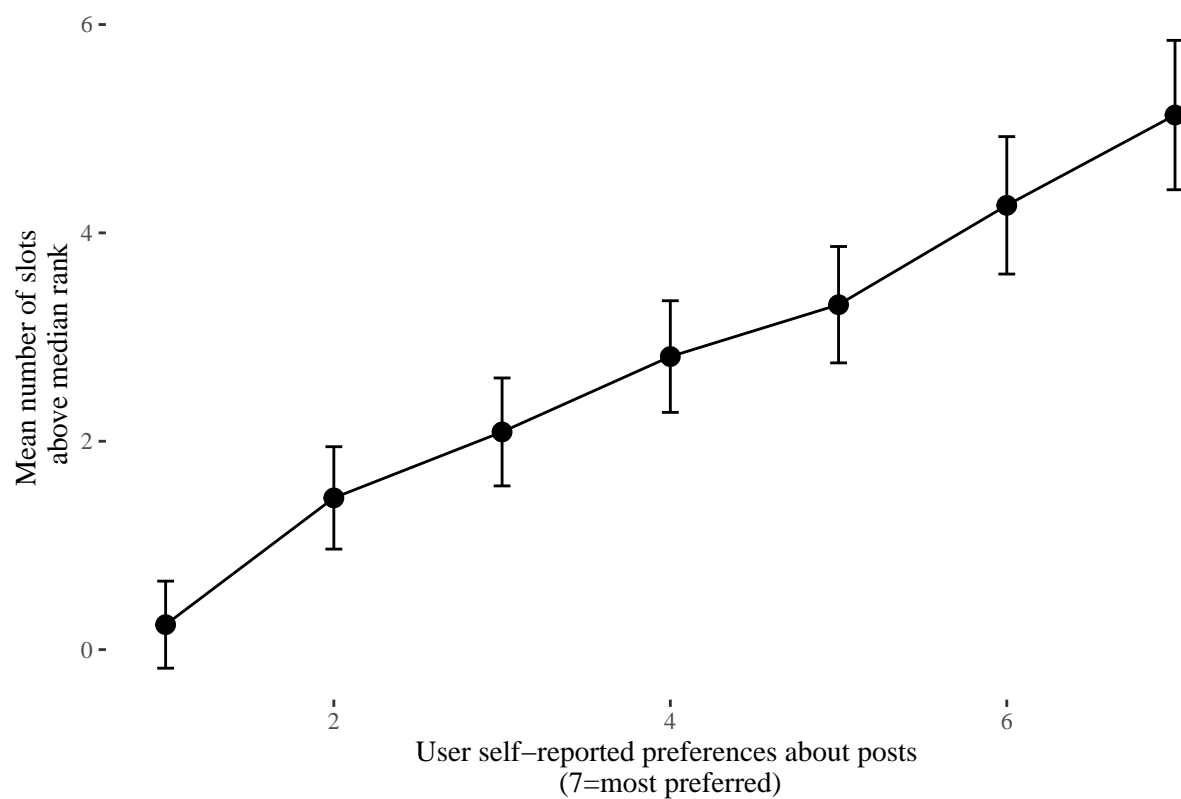 6
4
2
0
Mean number of slots
above median rank
2
4
6
User self−reported preferences about posts
(7=most preferred)